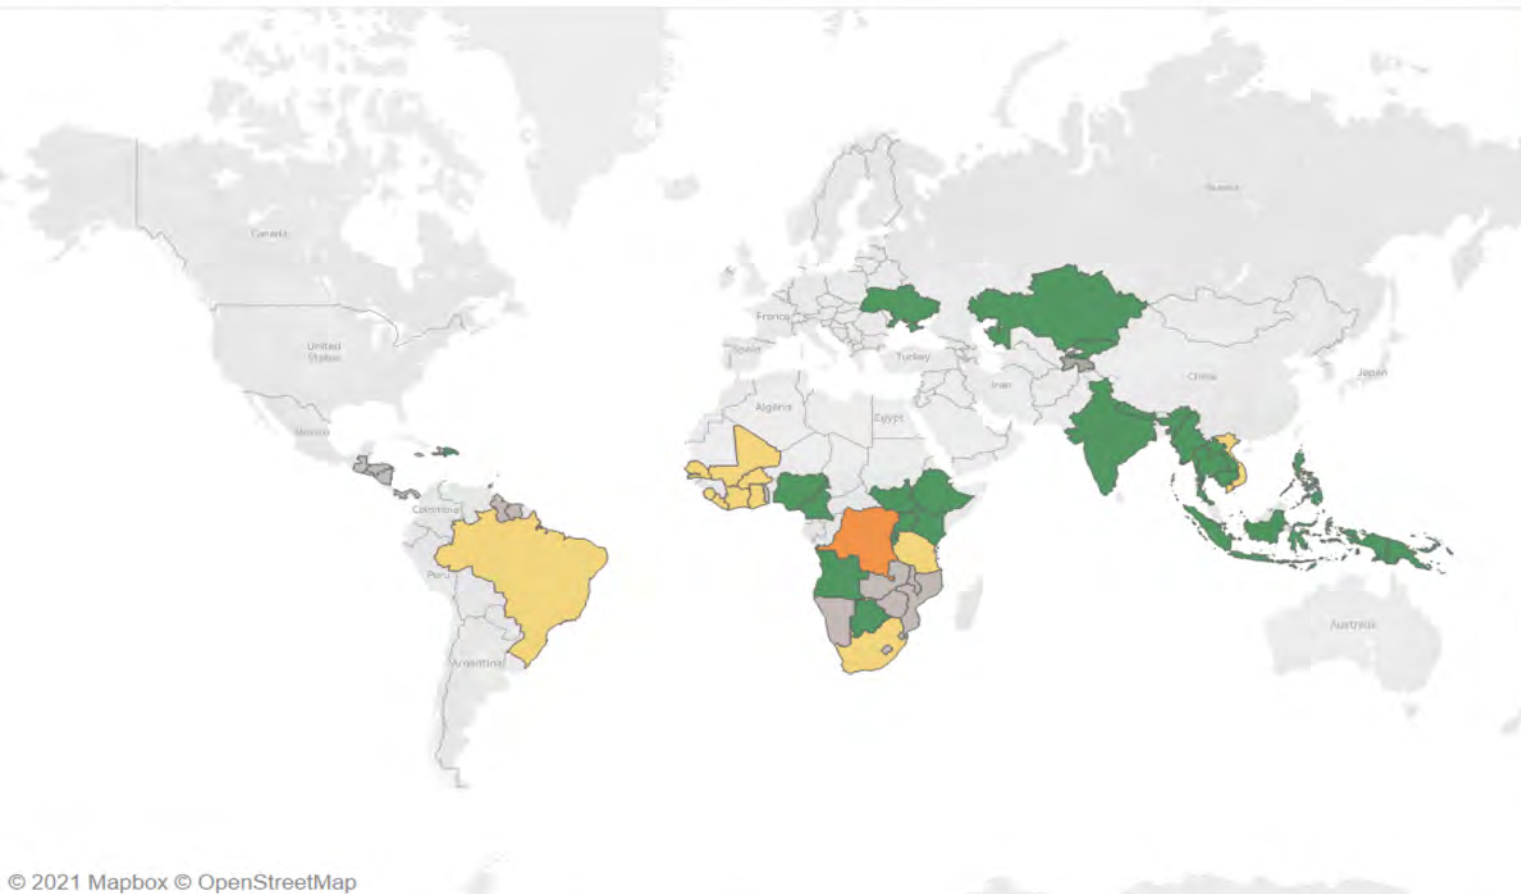 Russia
Canada
France
United
States
Spain
Turkey
Japan
China
Iran
Algeria
Egypt
Mexico
Colombia
Peru
Australia
Argentina
© 2021 Mapbox © OpenStreetMap